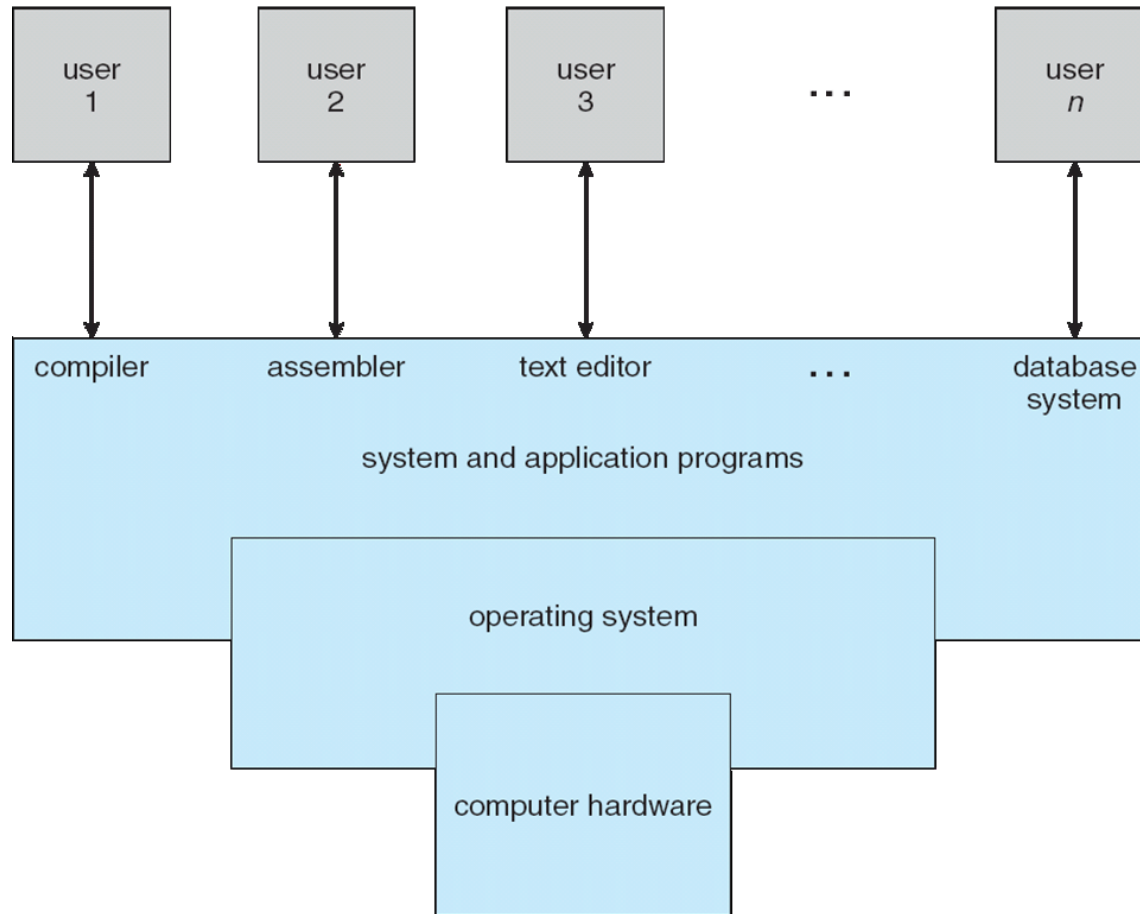 user
1
user
2
user
3
...
user
n
compiler
assembler
text editor
...
database
system
system and application programs
operating system
computer hardware